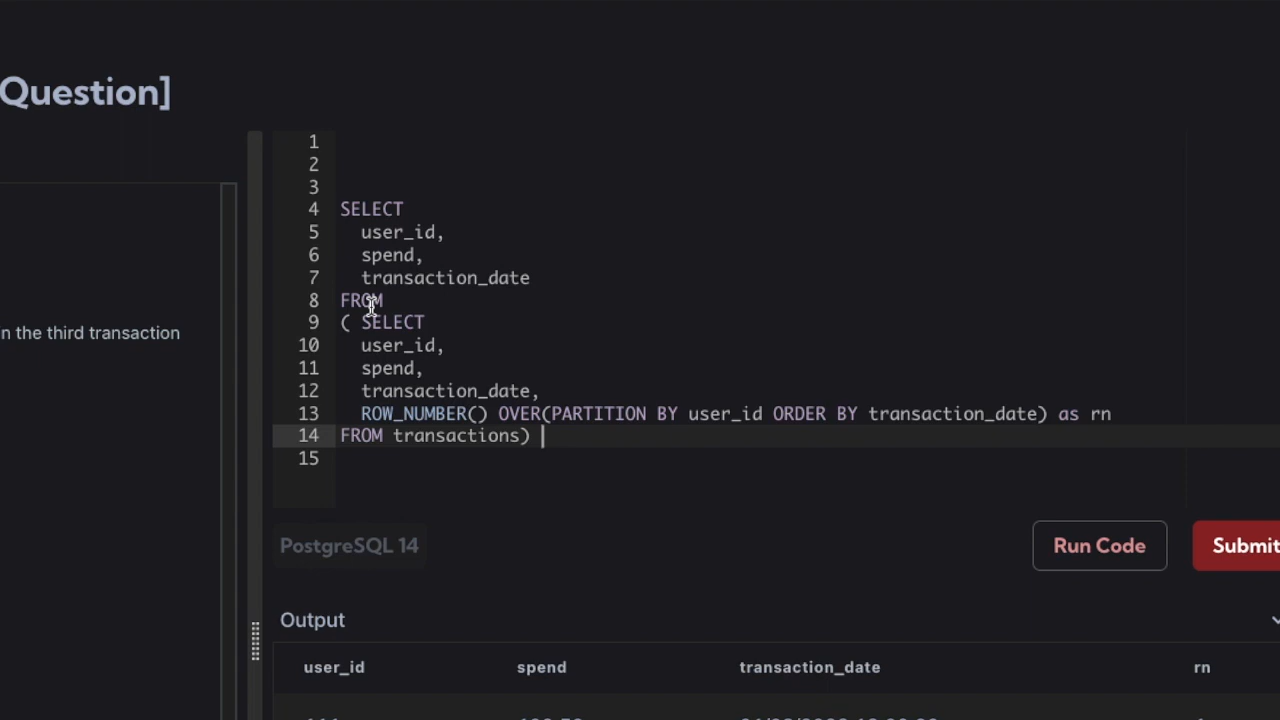 Question]
n the third transaction
1
2
3
4 SELECT
5 user_id,
6 spend,
7 transaction_date
8 FROM
9 ( SELECT
10 user_id,
11 spend,
12 transaction_date,
13 ROW_NUMBER() OVER(PARTITION BY user_id ORDER BY transaction_date) as rn
14 FROM transactions)
15
PostgreSQL 14
Run Code
Submit
Output
user_id spend transaction_date rn